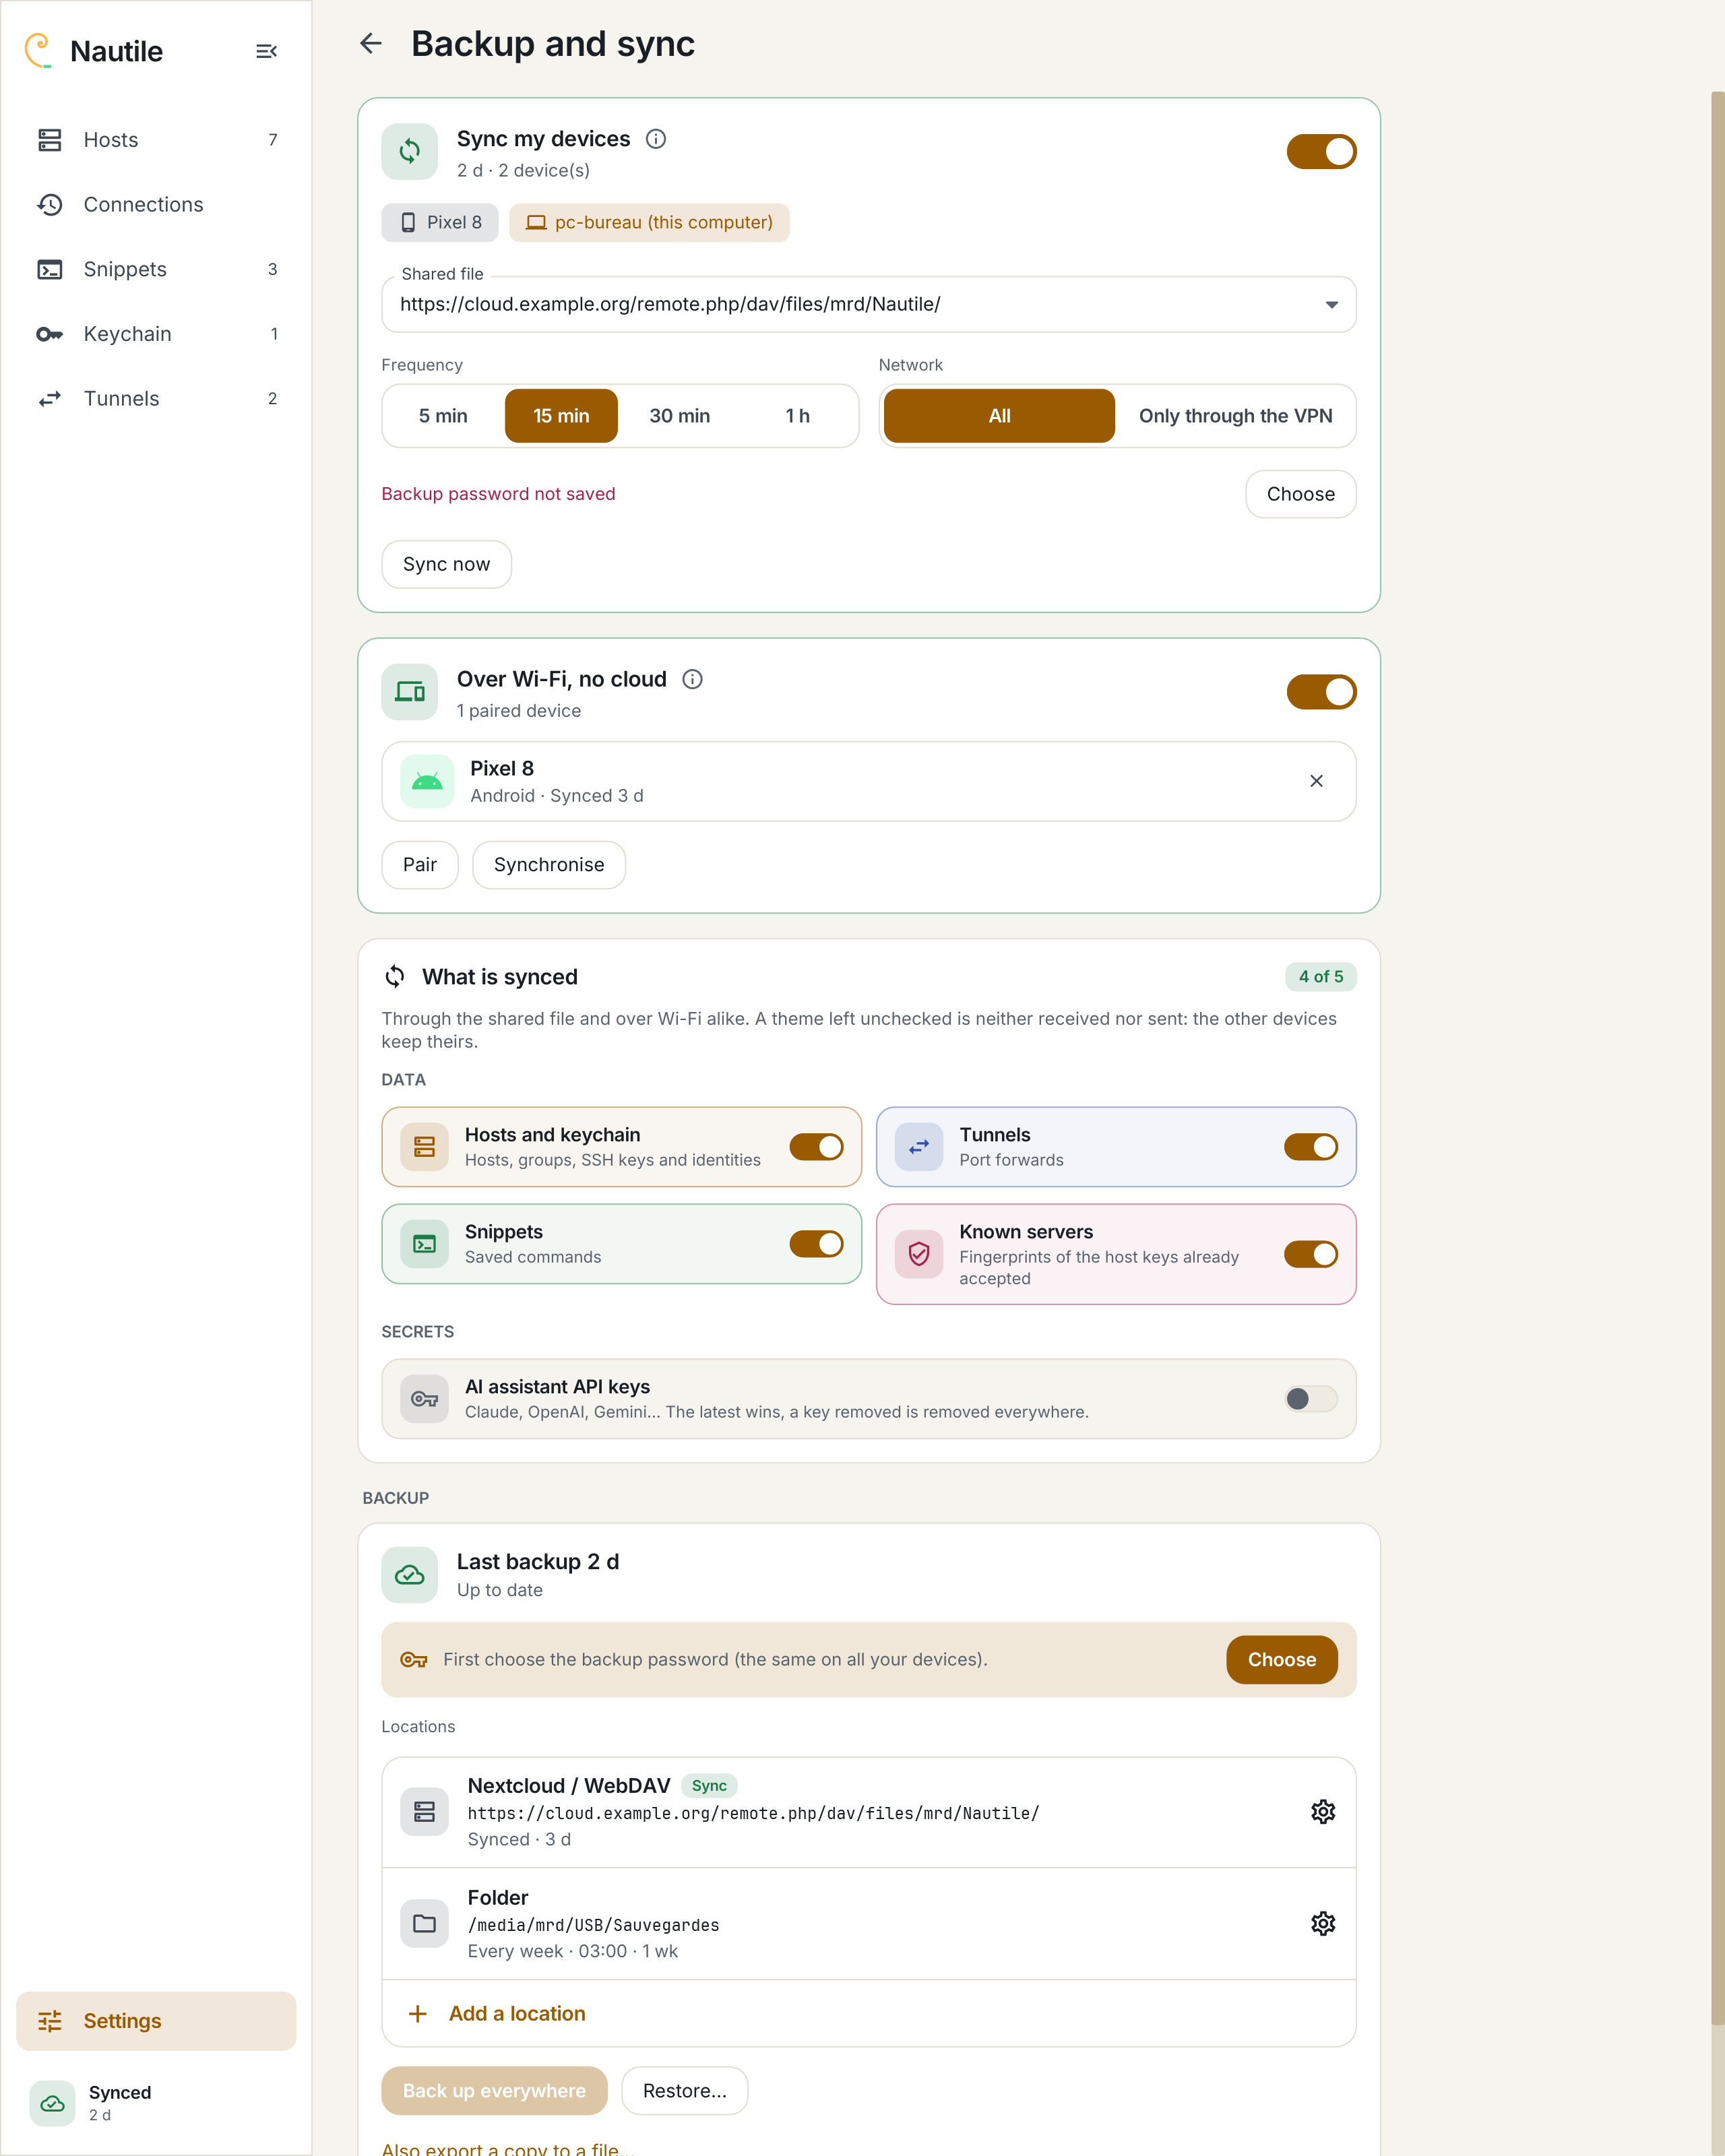 Nautile
Hosts
7
Connections
Snippets
3
Keychain
1
Tunnels
2
Settings
Synced
2 d
Backup and sync
Sync my devices
2 d · 2 device(s)
Pixel 8
pc-bureau (this computer)
Shared file
https://cloud.example.org/remote.php/dav/files/mrd/Nautile/
Frequency
5 min
15 min
30 min
1 h
Network
All
Only through the VPN
Backup password not saved
Choose
Sync now
Over Wi-Fi, no cloud
1 paired device
Pixel 8
Android · Synced 3 d
Pair
Synchronise
What is synced
4 of 5
Through the shared file and over Wi-Fi alike. A theme left unchecked is neither received nor sent: the other devices
keep theirs.
DATA
Hosts and keychain
Hosts, groups, SSH keys and identities
Tunnels
Port forwards
Snippets
Saved commands
Known servers
Fingerprints of the host keys already
accepted
SECRETS
AI assistant API keys
Claude, OpenAI, Gemini... The latest wins, a key removed is removed everywhere.
BACKUP
Last backup 2 d
Up to date
First choose the backup password (the same on all your devices).
Choose
Locations
Nextcloud / WebDAV
Sync
https://cloud.example.org/remote.php/dav/files/mrd/Nautile/
Synced · 3 d
Folder
/media/mrd/USB/Sauvegardes
Every week · 03:00 · 1 wk
Add a location
Back up everywhere
Restore...
Also export a copy to a file...